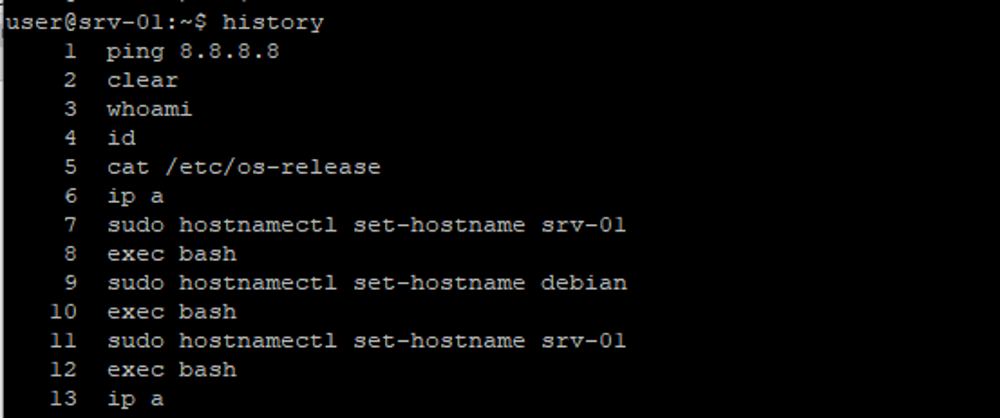 user@srv-01:~$ history
1 ping 8.8.8.8
2 clear
3 whoami
4 id
5 cat /etc/os-release
6 ip a
7 sudo hostnamectl set-hostname srv-01
8 exec bash
9 sudo hostnamectl set-hostname debian
10 exec bash
11 sudo hostnamectl set-hostname srv-01
12 exec bash
13 ip a